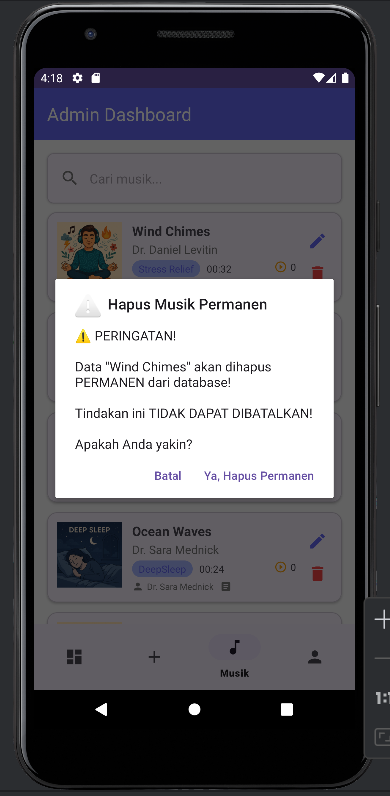 4:18
Admin Dashboard
Cari musik...
Wind Chimes
Dr. Daniel Levitin
Stress Relief 00:32 0
Hapus Musik Permanen
⚠️ PERINGATAN!
Data "Wind Chimes" akan dihapus
PERMANEN dari database!
Tindakan ini TIDAK DAPAT DIBATALKAN!
Apakah Anda yakin?
Batal Ya, Hapus Permanen
DEEP SLEEP
Ocean Waves
Dr. Sara Mednick
DeepSleep 00:24 0
Dr. Sara Mednick
Musik